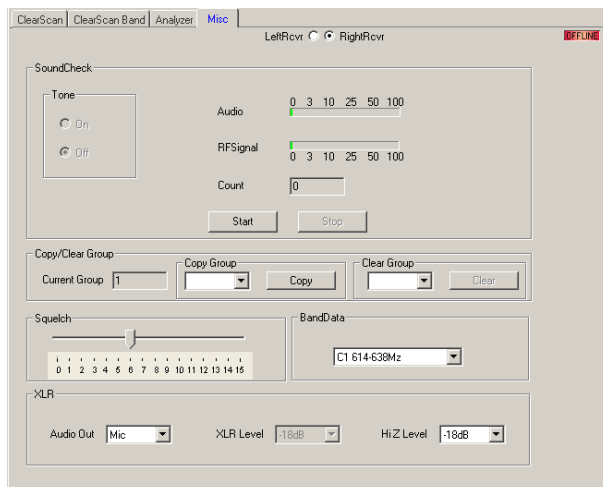 ClearScan ClearScan Band Analyzer Misc
LeftRcvr RightRcvr OFFLINE
SoundCheck
Tone
On
Off
Audio 0 3 10 25 50 100
RFSignal 0 3 10 25 50 100
Count 0
Start Stop
Copy/Clear Group
Current Group 1
Copy Group
Copy
Clear Group
Clear
Squelch
0 1 2 3 4 5 6 7 8 9 10 11 12 13 14 15
BandData
C1 614-638Mz
XLR
Audio Out Mic XLR Level -18dB Hi Z Level -18dB